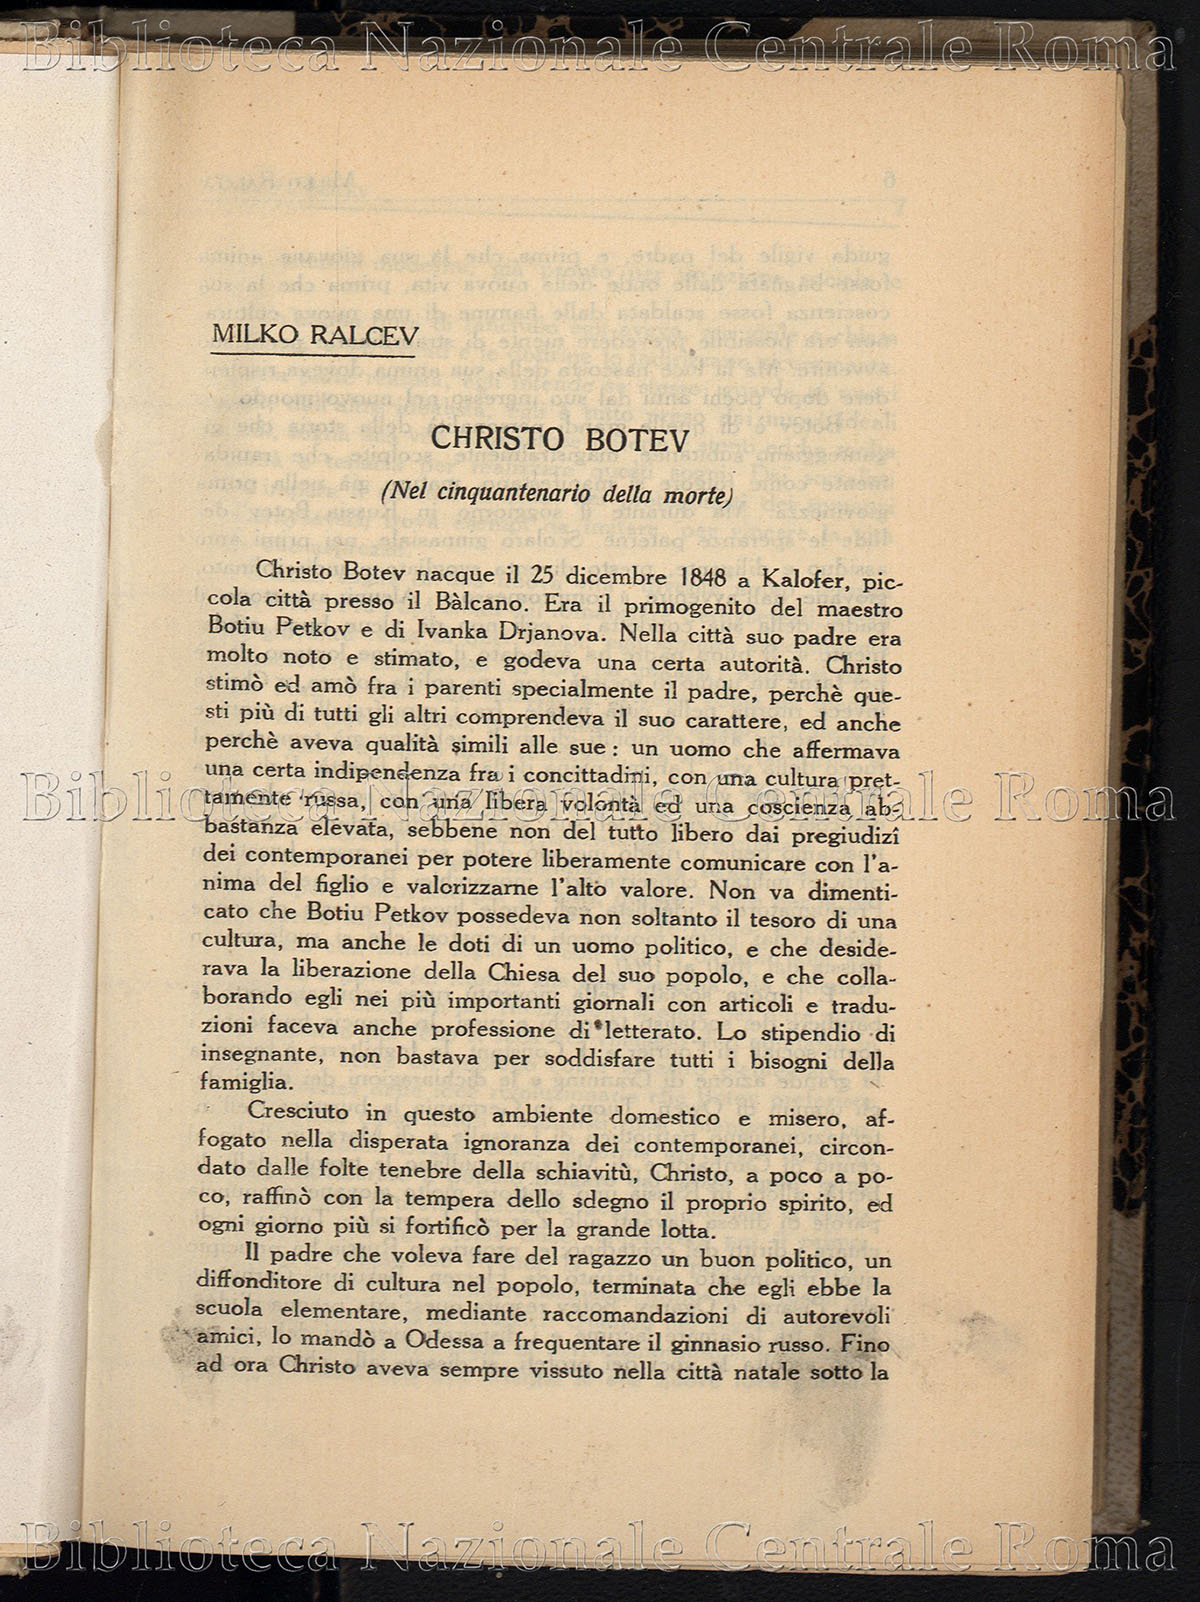 Biblioteca Nazionale Centrale Roma
MILKO RALCEV
CHRISTO BOTEV
(Nel cinquantenario della morte)
Christo Botev nacque il 25 dicembre 1848 a Kalofer, pic-
cola città presso il Bàlcano. Era il primogenito del maestro
Botiu Petkov e di Ivanka Drjanova. Nella città suo padre era
molto noto e stimato, e godeva una certa autorità. Christo
stimò ed amò fra i parenti specialmente il padre, perchè que-
sti più di tutti gli altri comprendeva il suo carattere, ed anche
perchè aveva qualità simili alle sue : un uomo che affermava
una certa indipendenza fra i concittadini, con una cultura pret-
tamente russa, con una libera volontà ed una coscienza ab-
Biblioteca Nazionale Centrale Roma
bastanza elevata, sebbene non del tutto libero dai pregiudizî
dei contemporanei per potere liberamente comunicare con l'a-
nima del figlio e valorizzarne l'alto valore. Non va dimenti-
cato che Botiu Petkov possedeva non soltanto il tesoro di una
cultura, ma anche le doti di un uomo politico, e che deside-
rava la liberazione della Chiesa del suo popolo, e che colla-
borando egli nei più importanti giornali con articoli e tradu-
zioni faceva anche professione di letterato. Lo stipendio di
insegnante, non bastava per soddisfare tutti i bisogni della
famiglia.
Cresciuto in questo ambiente domestico e misero, af-
fogato nella disperata ignoranza dei contemporanei, circon-
dato dalle folte tenebre della schiavitù, Christo, a poco a po-
co, raffinò con la tempera dello sdegno il proprio spirito, ed
ogni giorno più si fortificò per la grande lotta.
Il padre che voleva fare del ragazzo un buon politico, un
diffonditore di cultura nel popolo, terminata che egli ebbe la
scuola elementare, mediante raccomandazioni di autorevoli
amici, lo mandò a Odessa a frequentare il ginnasio russo. Fino
ad ora Christo aveva sempre vissuto nella città natale sotto la
Biblioteca Nazionale Centrale Roma